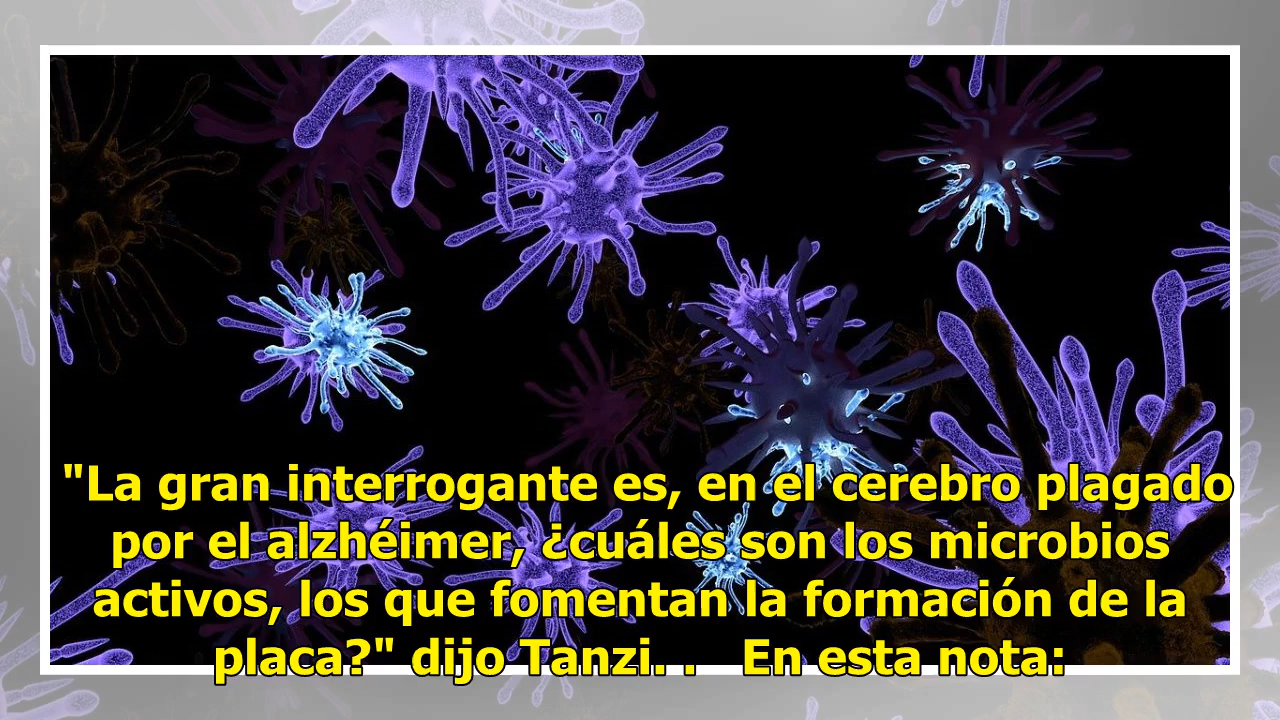 "La gran interrogante es, en el cerebro plagado
por el alzhéimer, ¿cuáles son los microbios
activos, los que fomentan la formación de la
placa?" dijo Tanzi. .   En esta nota: